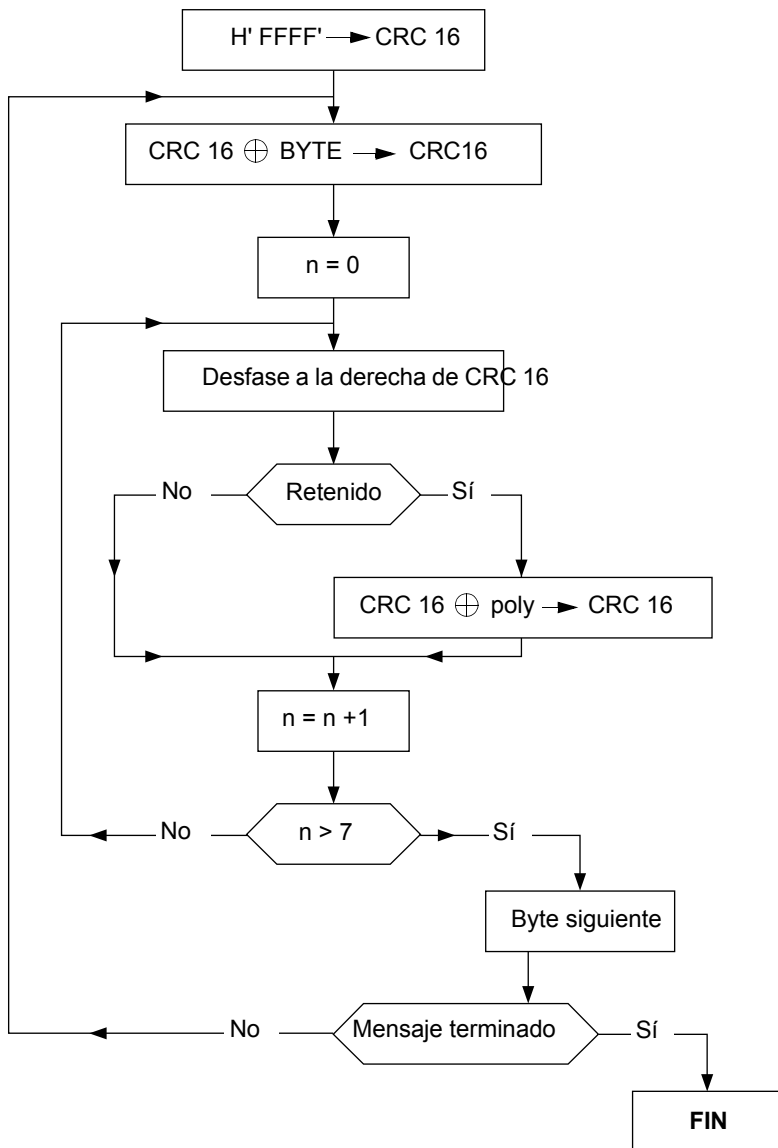 H' FFFF' → CRC 16
CRC 16 ⊕ BYTE → CRC16
n = 0
Desfase a la derecha de CRC 16
No
Retenido
Sí
CRC 16 ⊕ poly → CRC 16
n = n +1
No
n > 7
Sí
Byte siguiente
No
Mensaje terminado
Sí
FIN